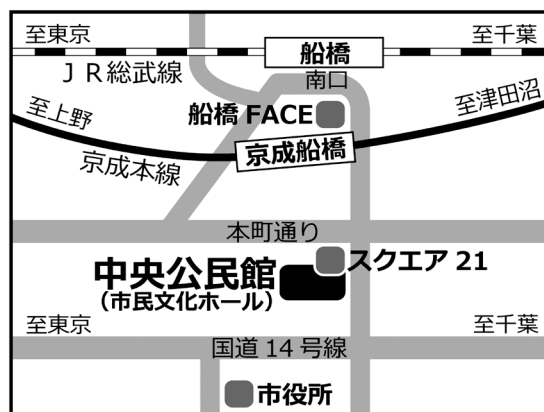 至東京
船橋
至千葉
JR総武線
南口
至上野
船橋 FACE
至津田沼
京成本線
京成船橋
本町通り
スクエア 21
中央公民館
(市民文化ホール)
至東京
至千葉
国道 14 号線
市役所